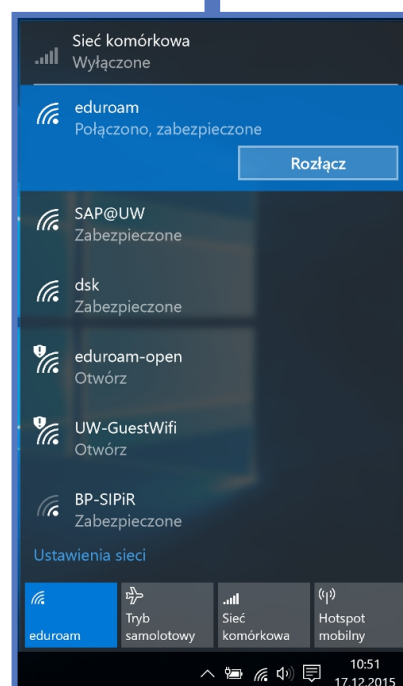 Sieć komórkowa
Wyłączone
eduroam
Połączono, zabezpieczone
Rozłącz
SAP@UW
Zabezpieczone
dsk
Zabezpieczone
eduroam-open
Otwórz
UW-GuestWifi
Otwórz
BP-SIPiR
Zabezpieczone
Ustawienia sieci
eduroam
Tryb
samolotowy
Sieć
komórkowa
Hotspot
mobilny
10:51
17.12.2015